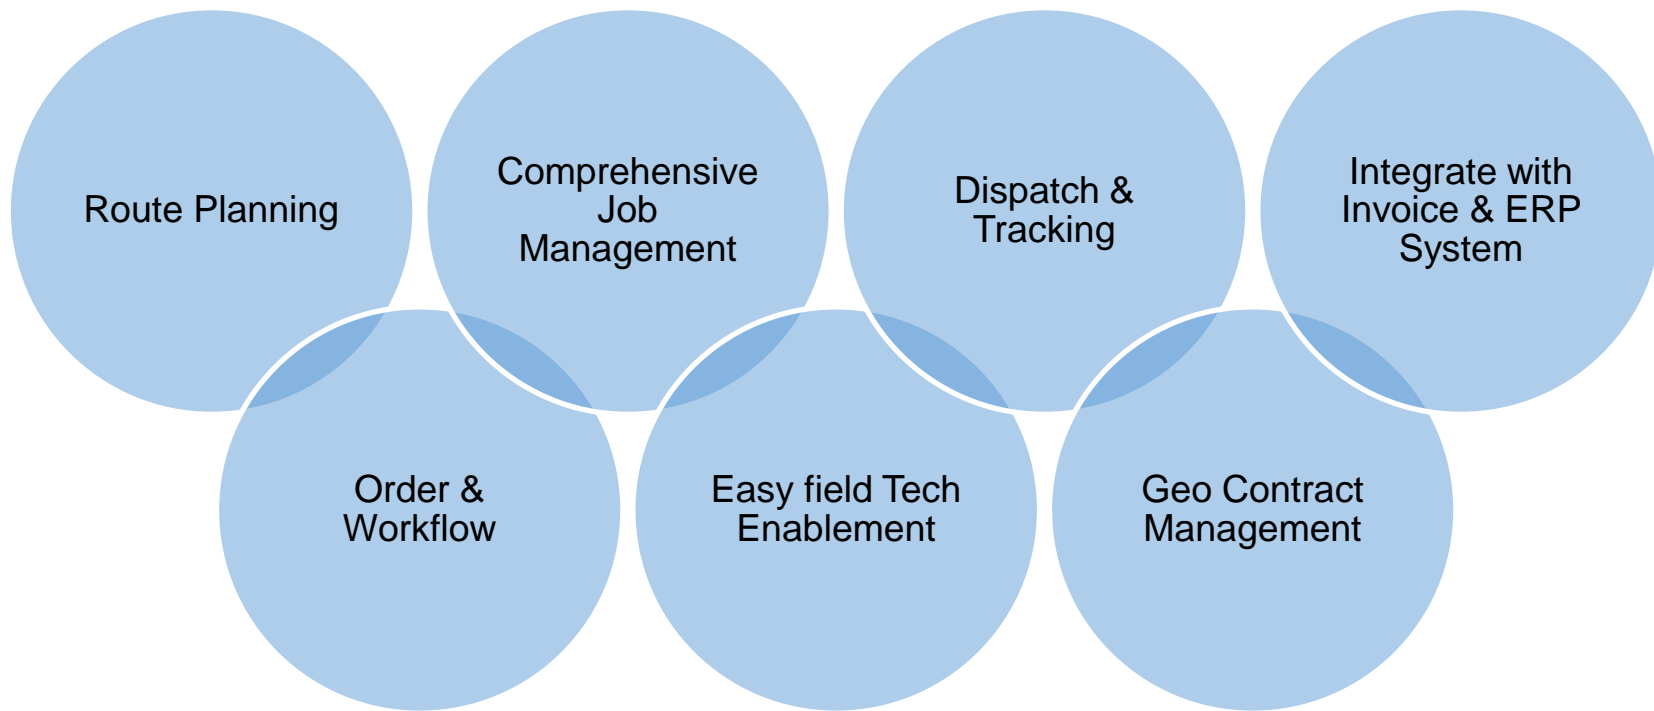 Route Planning
Comprehensive
Job
Management
Dispatch &
Tracking
Integrate with
Invoice & ERP
System
Order &
Workflow
Easy field Tech
Enablement
Geo Contract
Management